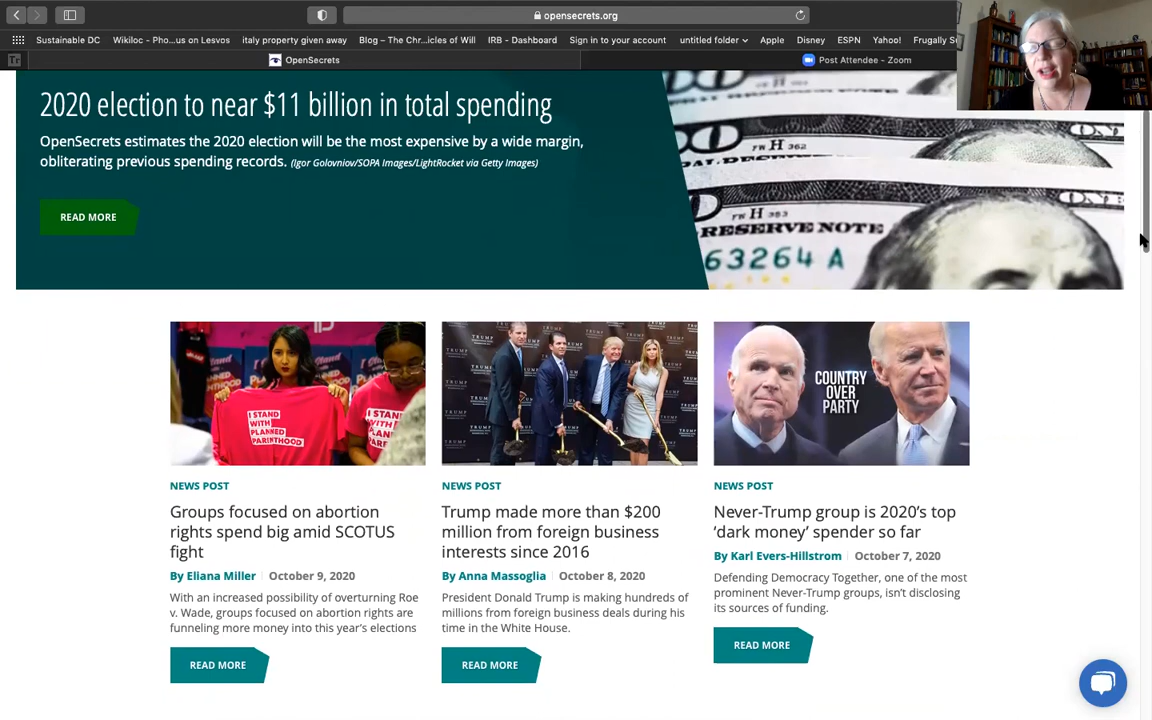 opensecrets.org
Sustainable DC
Wikiloc - Pho...us on Lesvos
italy property given away
Blog – The Chr...icles of Will
IRB - Dashboard
Sign in to your account
untitled folder
Apple
Disney
ESPN
Yahoo!
Frugally
OpenSecrets
Post Attendee - Zoom
2020 election to near $11 billion in total spending
OpenSecrets estimates the 2020 election will be the most expensive by a wide margin,
obliterating previous spending records. (Igor Golovniov/SOPA Images/LightRocket via Getty Images)
READ MORE
FW H 362
FW H 353
RESERVE NOTE
63264 A
I STAND
WITH
PLANNED
PARENTHOOD
TRUMP
COUNTRY
OVER
PARTY
NEWS POST
Groups focused on abortion
rights spend big amid SCOTUS
fight
By Eliana Miller October 9, 2020
With an increased possibility of overturning Roe
v. Wade, groups focused on abortion rights are
funneling more money into this year's elections
READ MORE
NEWS POST
Trump made more than $200
million from foreign business
interests since 2016
By Anna Massoglia October 8, 2020
President Donald Trump is making hundreds of
millions from foreign business deals during his
time in the White House.
READ MORE
NEWS POST
Never-Trump group is 2020's top
'dark money' spender so far
By Karl Evers-Hillstrom October 7, 2020
Defending Democracy Together, one of the most
prominent Never-Trump groups, isn't disclosing
its sources of funding.
READ MORE